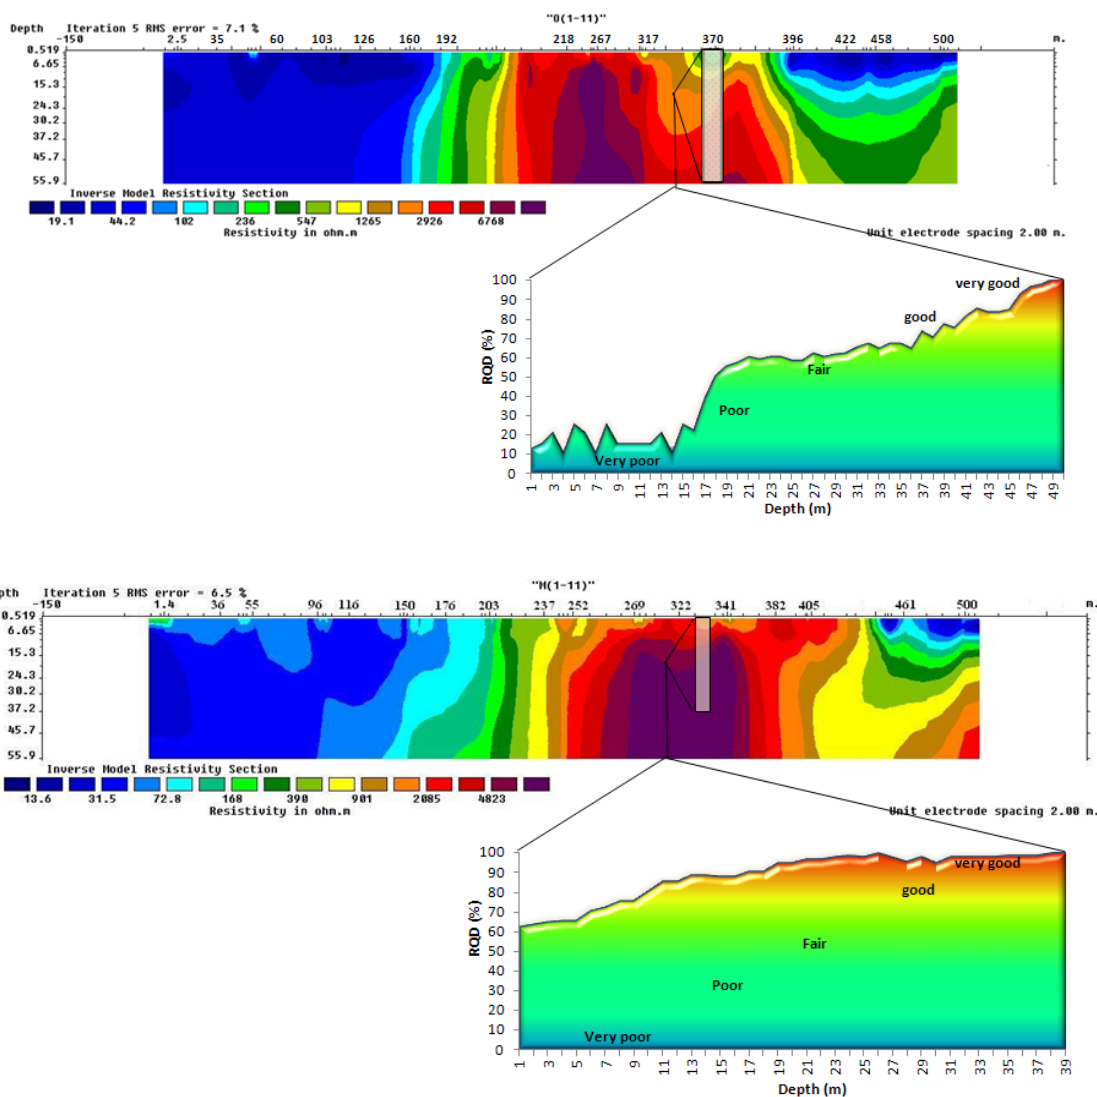 "O(1-11)"
Depth Iteration 5 RMS error = 7.1 %
-150 2.5 35 60 103 126 160 192 218 267 317 370 396 422 458 500 m.
0.519
6.65
15.3
24.3
30.2
37.2
45.7
55.9
Inverse Model Resistivity Section
19.1 44.2 102 236 547 1265 2926 6768
Resistivity in ohm.m
Unit electrode spacing 2.00 m.
100
90
80
70
60
50
40
30
20
10
0
RQD (%)
very good
good
Fair
Poor
Very poor
1 3 5 7 9 11 13 15 17 19 21 23 25 27 29 31 33 35 37 39 41 43 45 47 49
Depth (m)
"M(1-11)"
pth Iteration 5 RMS error = 6.5 %
-150 1.4 36 55 96 116 150 176 203 237 252 269 322 341 382 405 461 500 m.
0.519
6.65
15.3
24.3
30.2
37.2
45.7
55.9
Inverse Model Resistivity Section
13.6 31.5 72.8 168 390 901 2085 4823
Resistivity in ohm.m
Unit electrode spacing 2.00 m.
100
90
80
70
60
50
40
30
20
10
0
RQD (%)
very good
good
Fair
Poor
Very poor
1 3 5 7 9 11 13 15 17 19 21 23 25 27 29 31 33 35 37 39
Depth (m)